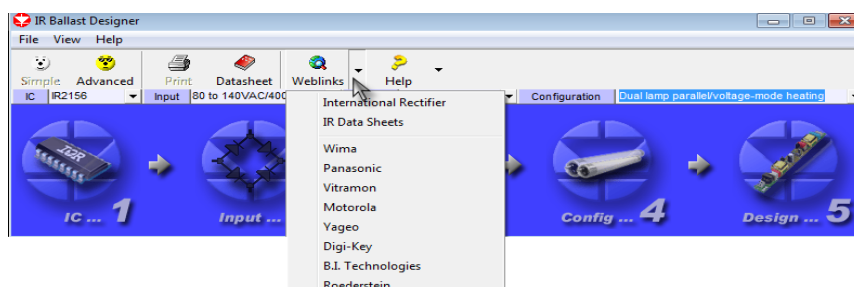 IR Ballast Designer
File View Help
Simple Advanced Print Datasheet Weblinks Help
IC IR2156 Input 80 to 140VAC/400 Configuration Dual lamp parallel/voltage-mode heating
International Rectifier
IR Data Sheets
Wima
Panasonic
Vitramon
Motorola
Yageo
Digi-Key
B.I. Technologies
Roederstein
IOR
IC ... 1 Input ... Config ... 4 Design ... 5